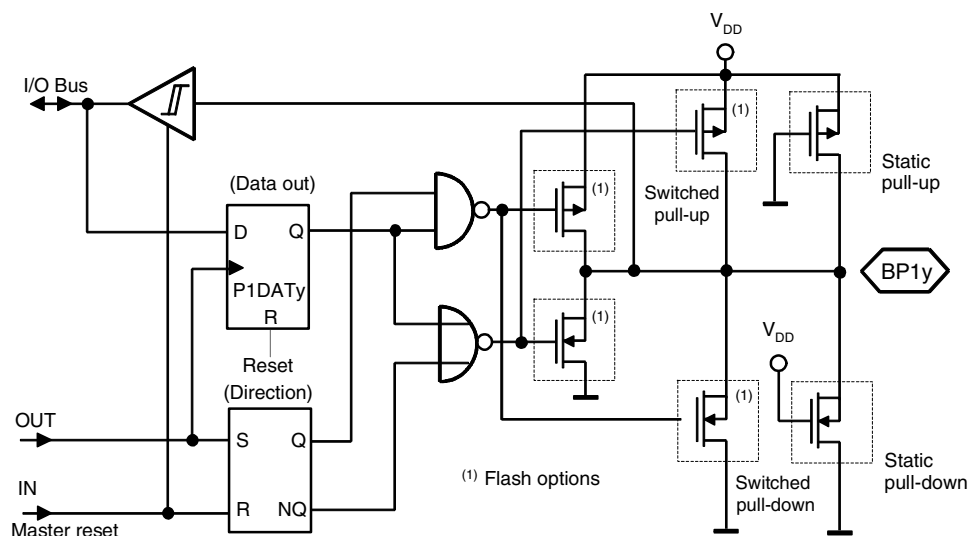 V_DD
I/O Bus
(1)
(1)
Static
pull-up
(Data out)
Switched
pull-up
D
Q
P1DATy
R
BP1y
(1)
Reset
V_DD
(Direction)
OUT
S
Q
(1)
(1) Flash options
IN
R
NQ
Switched
pull-down
Static
pull-down
Master reset